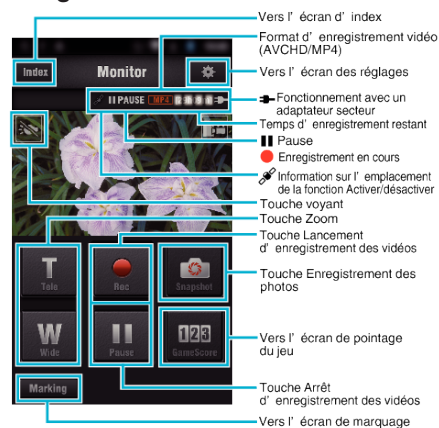 Vers l’écran d’index
Format d’enregistrement vidéo
(AVCHD/MP4)
Index
Monitor
Vers l’écran des réglages
PAUSE MP4
Fonctionnement avec un
adaptateur secteur
Temps d’enregistrement restant
Pause
Enregistrement en cours
Information sur l’emplacement
de la fonction Activer/désactiver
Touche voyant
Touche Zoom
Touche Lancement
d’enregistrement des vidéos
T
Tele
Rec
Snapshot
Touche Enregistrement des
photos
W
Wide
Pause
123
GameScore
Vers l’écran de pointage
du jeu
Touche Arrêt
d’enregistrement des vidéos
Marking
Vers l’écran de marquage